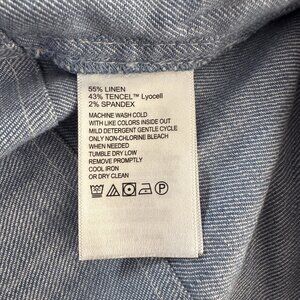 55% LINEN
43% TENCEL™ Lyocell
2% SPANDEX
MACHINE WASH COLD
WITH LIKE COLORS INSIDE OUT
MILD DETERGENT GENTLE CYCLE
ONLY NON-CHLORINE BLEACH
WHEN NEEDED
TUMBLE DRY LOW
REMOVE PROMPTLY
COOL IRON
OR DRY CLEAN
P